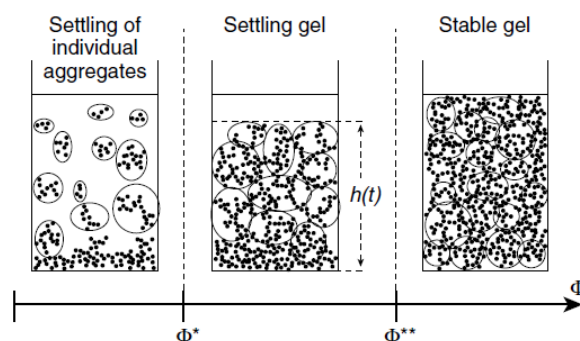 Settling of
individual
aggregates
Settling gel
Stable gel
h(t)
Φ
Φ*
Φ**